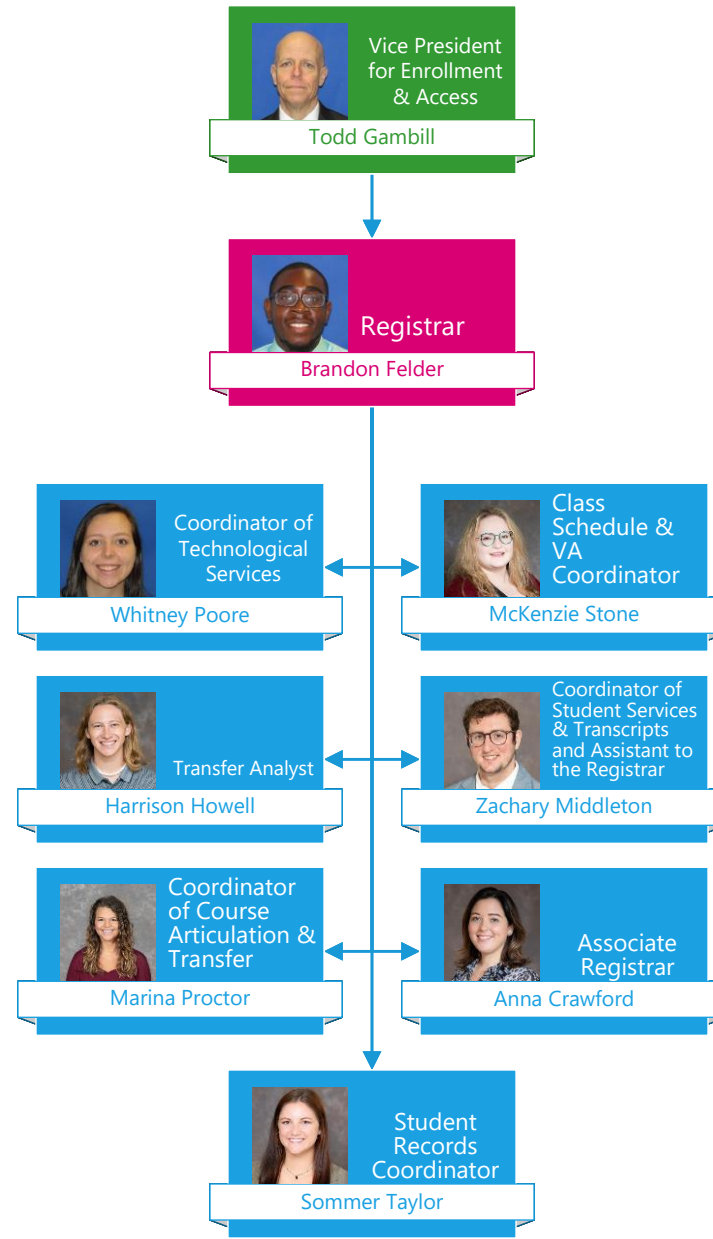 Vice President
for Enrollment
& Access
Todd Gambill
Registrar
Brandon Felder
Coordinator of
Technological
Services
Whitney Poore
Class
Schedule &
VA
Coordinator
McKenzie Stone
Transfer Analyst
Harrison Howell
Coordinator of
Student Services
& Transcripts
and Assistant to
the Registrar
Zachary Middleton
Coordinator
of Course
Articulation &
Transfer
Marina Proctor
Associate
Registrar
Anna Crawford
Student
Records
Coordinator
Sommer Taylor